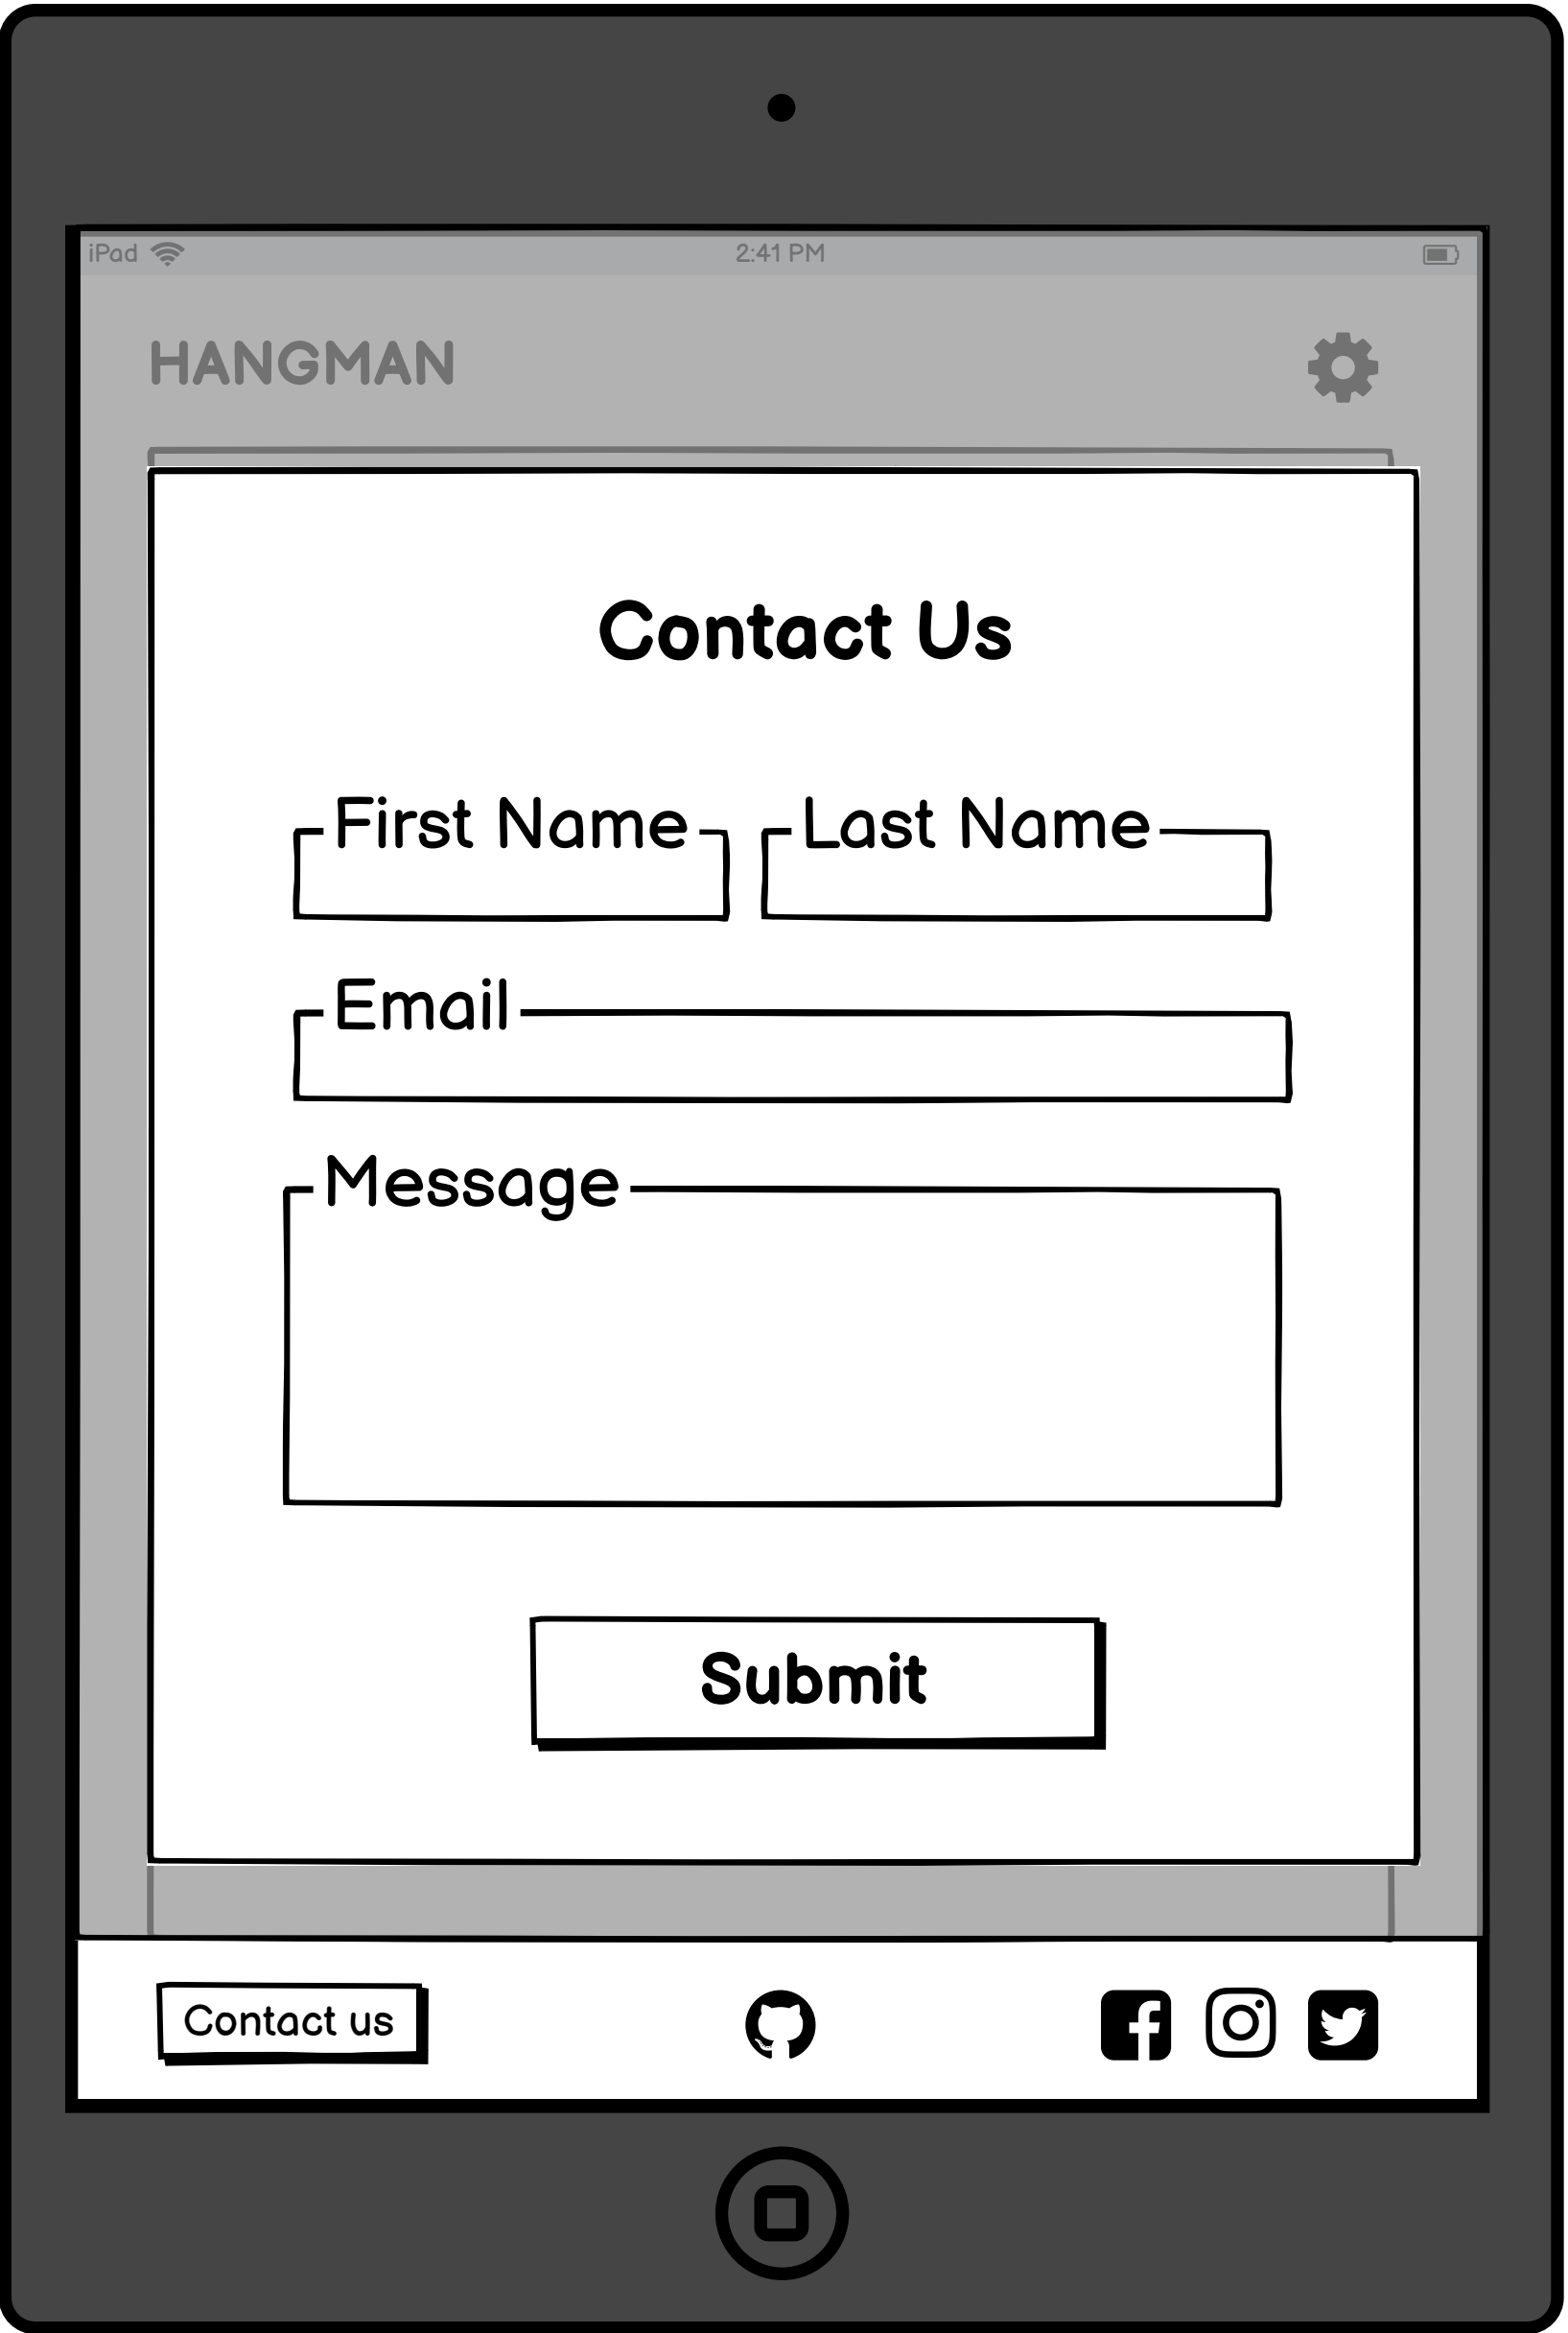 iPad 2:41 PM
HANGMAN
Contact Us
First Name Last Name
Email
Message
Submit
Contact us